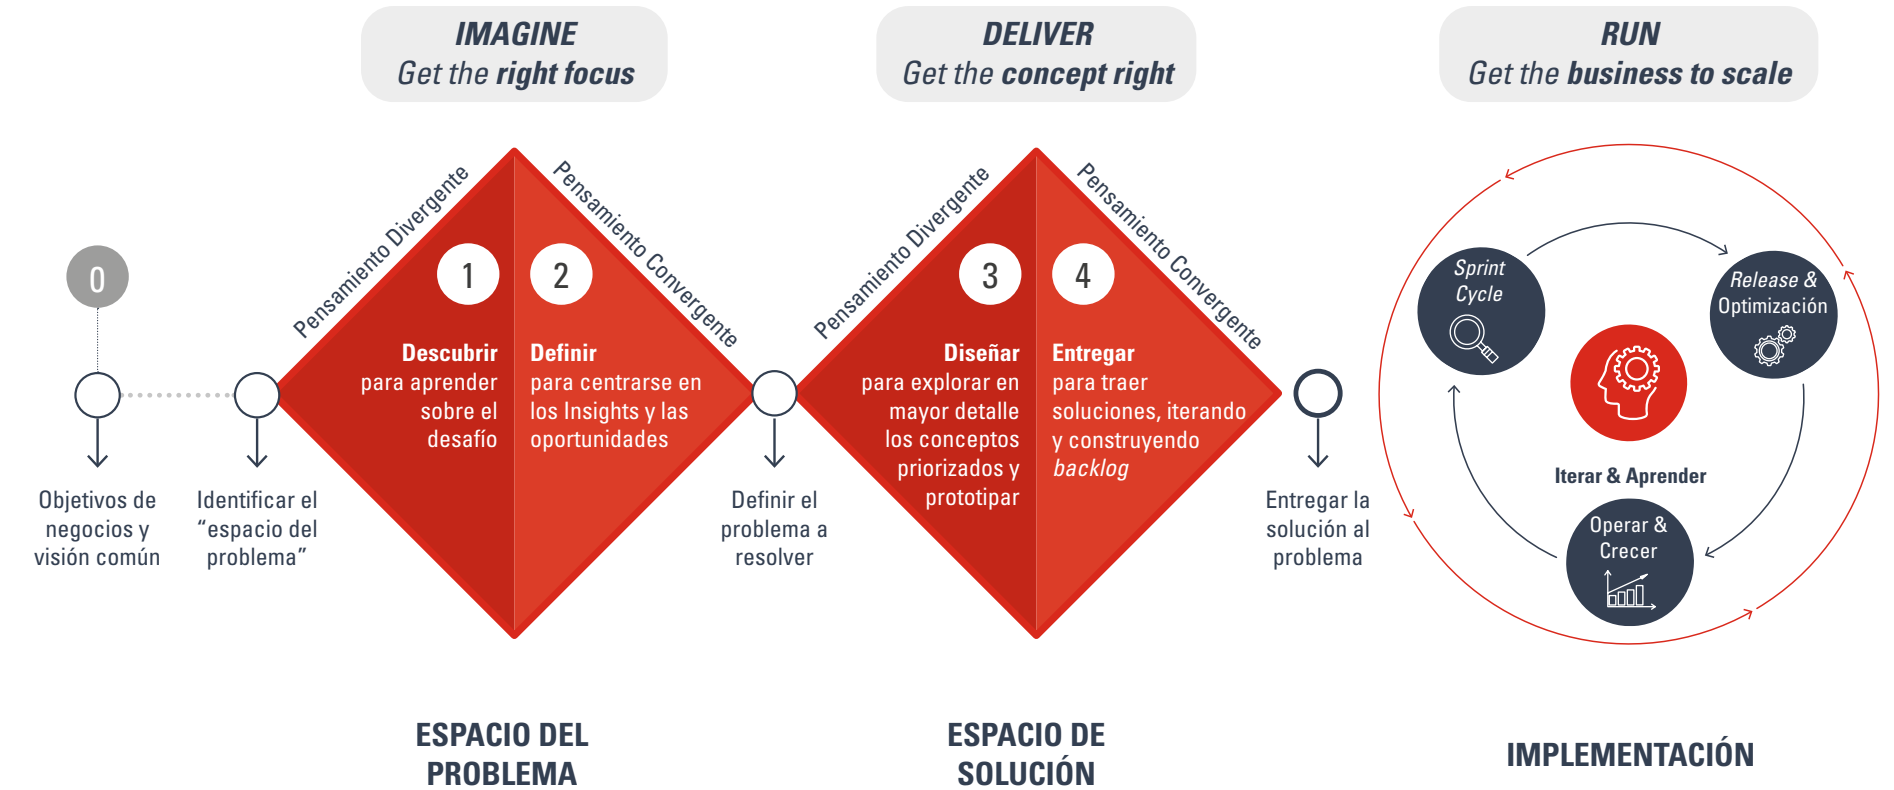 IMAGINE
Get the right focus
DELIVER
Get the concept right
RUN
Get the business to scale
0
Objetivos de
negocios y
visión común
Identificar el
“espacio del
problema”
Pensamiento Divergente
Pensamiento Convergente
1
Descubrir
para aprender
sobre el
desafío
2
Definir
para centrarse en
los Insights y las
oportunidades
Definir el
problema a
resolver
Pensamiento Divergente
Pensamiento Convergente
3
Diseñar
para explorar en
mayor detalle
los conceptos
priorizados y
prototipar
4
Entregar
para traer
soluciones, iterando
y construyendo
backlog
Entregar la
solución al
problema
Sprint
Cycle
Release &
Optimización
Iterar & Aprender
Operar &
Crecer
ESPACIO DEL
PROBLEMA
ESPACIO DE
SOLUCIÓN
IMPLEMENTACIÓN